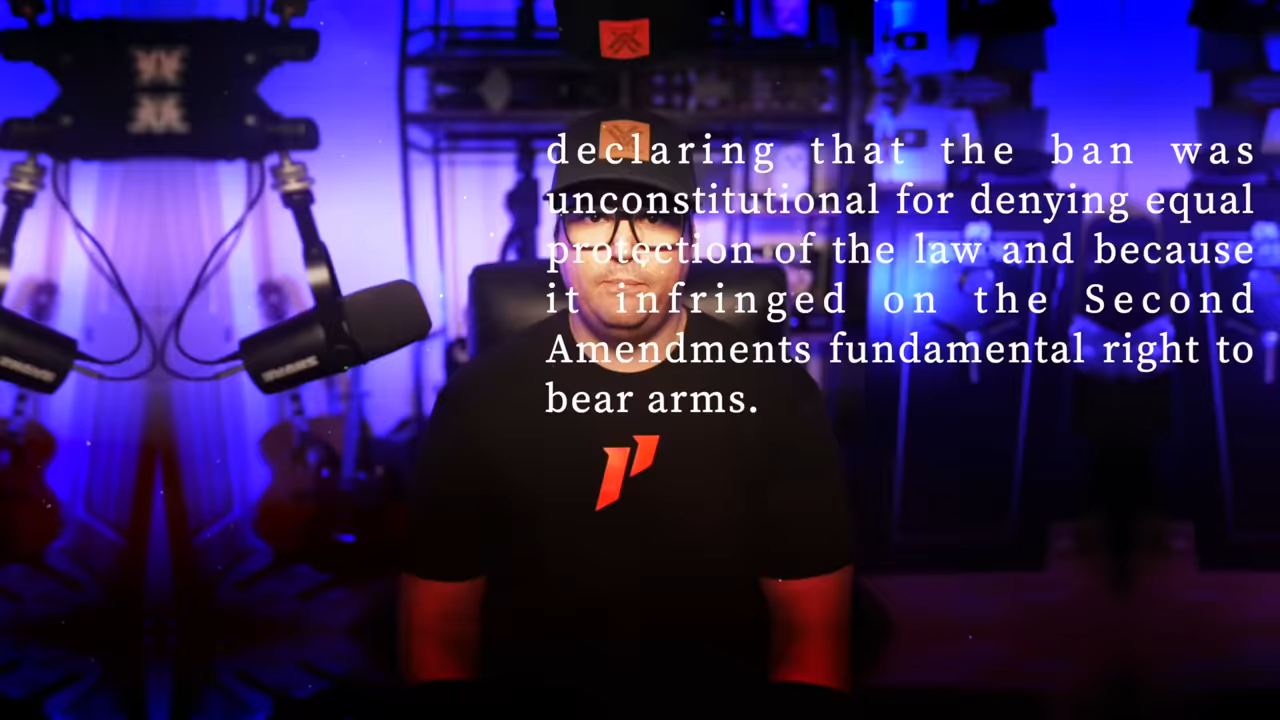 declaring that the ban was
unconstitutional for denying equal
protection of the law and because
it infringed on the Second
Amendments fundamental right to
bear arms.